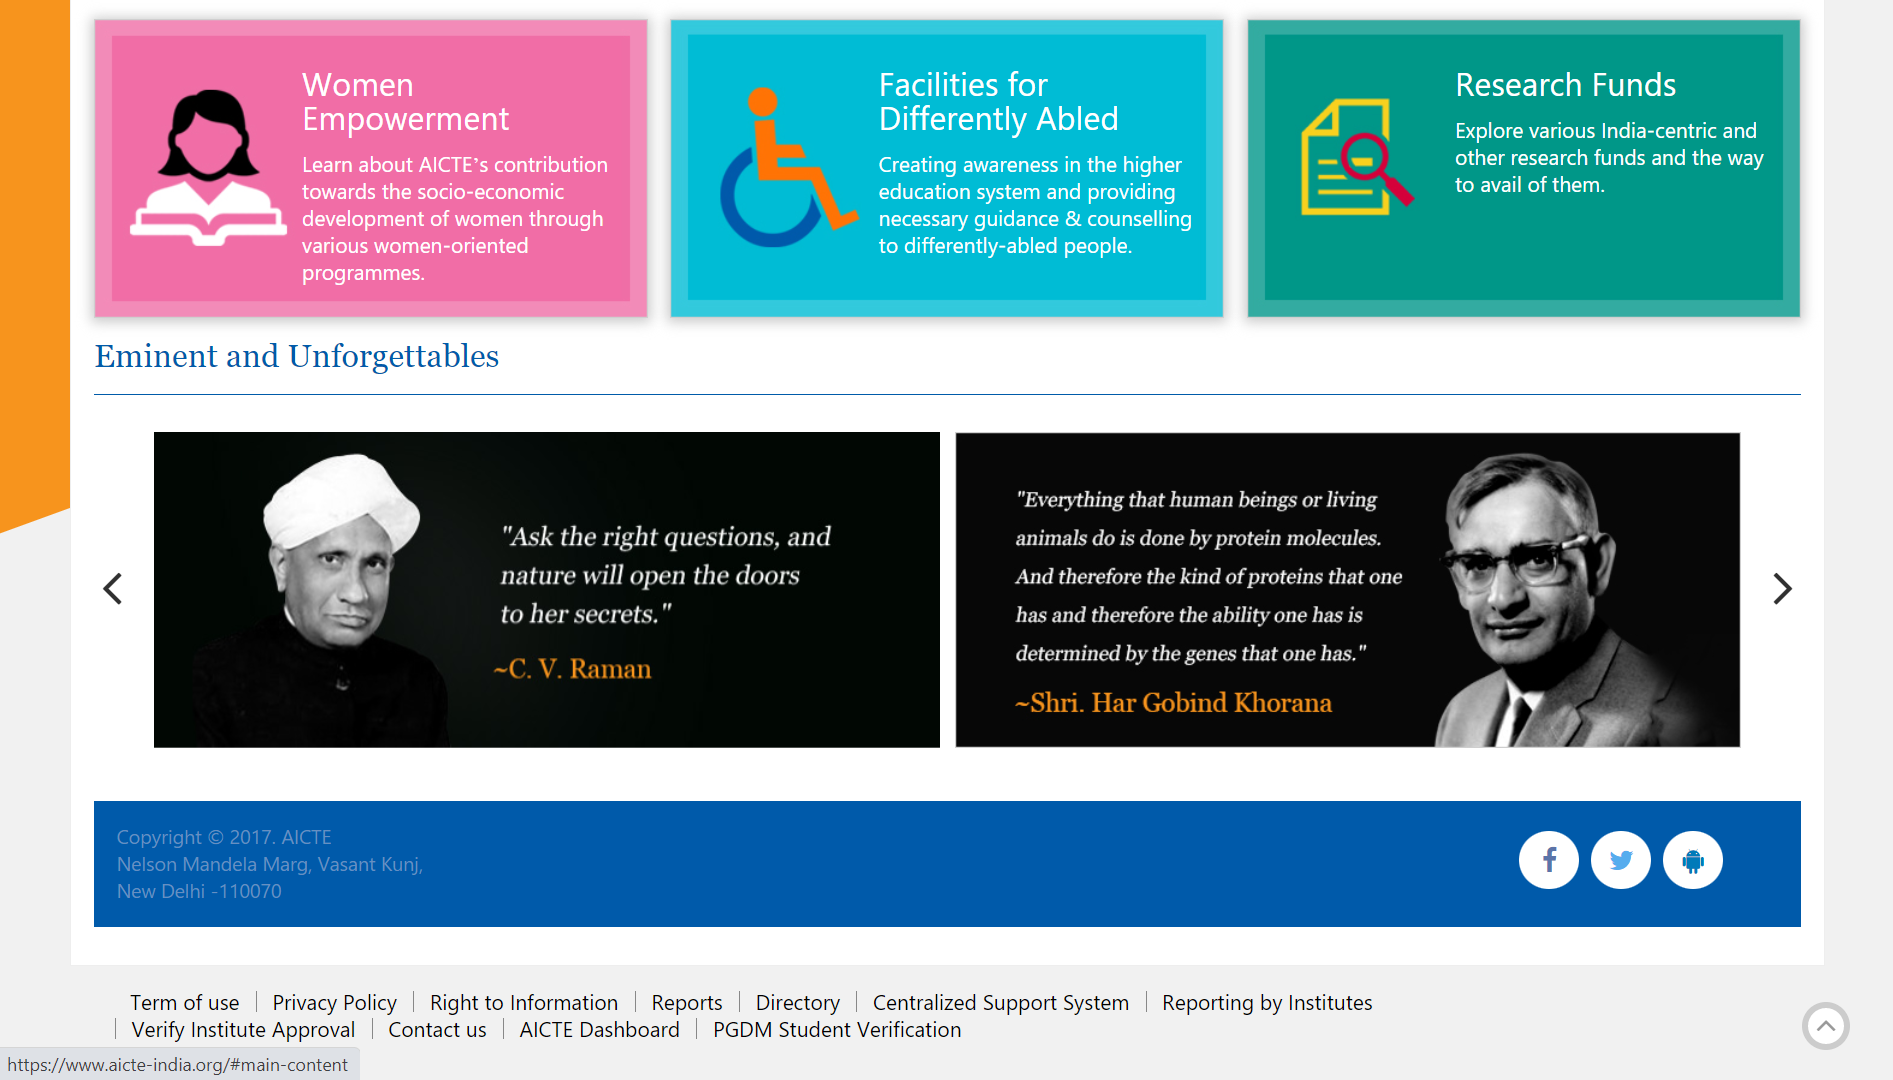 Women
Empowerment
Learn about AICTE's contribution
towards the socio-economic
development of women through
various women-oriented
programmes.
Facilities for
Differently Abled
Creating awareness in the higher
education system and providing
necessary guidance & counselling
to differently-abled people.
Research Funds
Explore various India-centric and
other research funds and the way
to avail of them.
Eminent and Unforgettables
"Ask the right questions, and
nature will open the doors
to her secrets."
~C. V. Raman
"Everything that human beings or living
animals do is done by protein molecules.
And therefore the kind of proteins that one
has and therefore the ability one has is
determined by the genes that one has."
~Shri. Har Gobind Khorana
Copyright © 2017. AICTE
Nelson Mandela Marg, Vasant Kunj,
New Delhi -110070
Term of use | Privacy Policy | Right to Information | Reports | Directory | Centralized Support System | Reporting by Institutes
| Verify Institute Approval | Contact us | AICTE Dashboard | PGDM Student Verification
https://www.aicte-india.org/#main-content